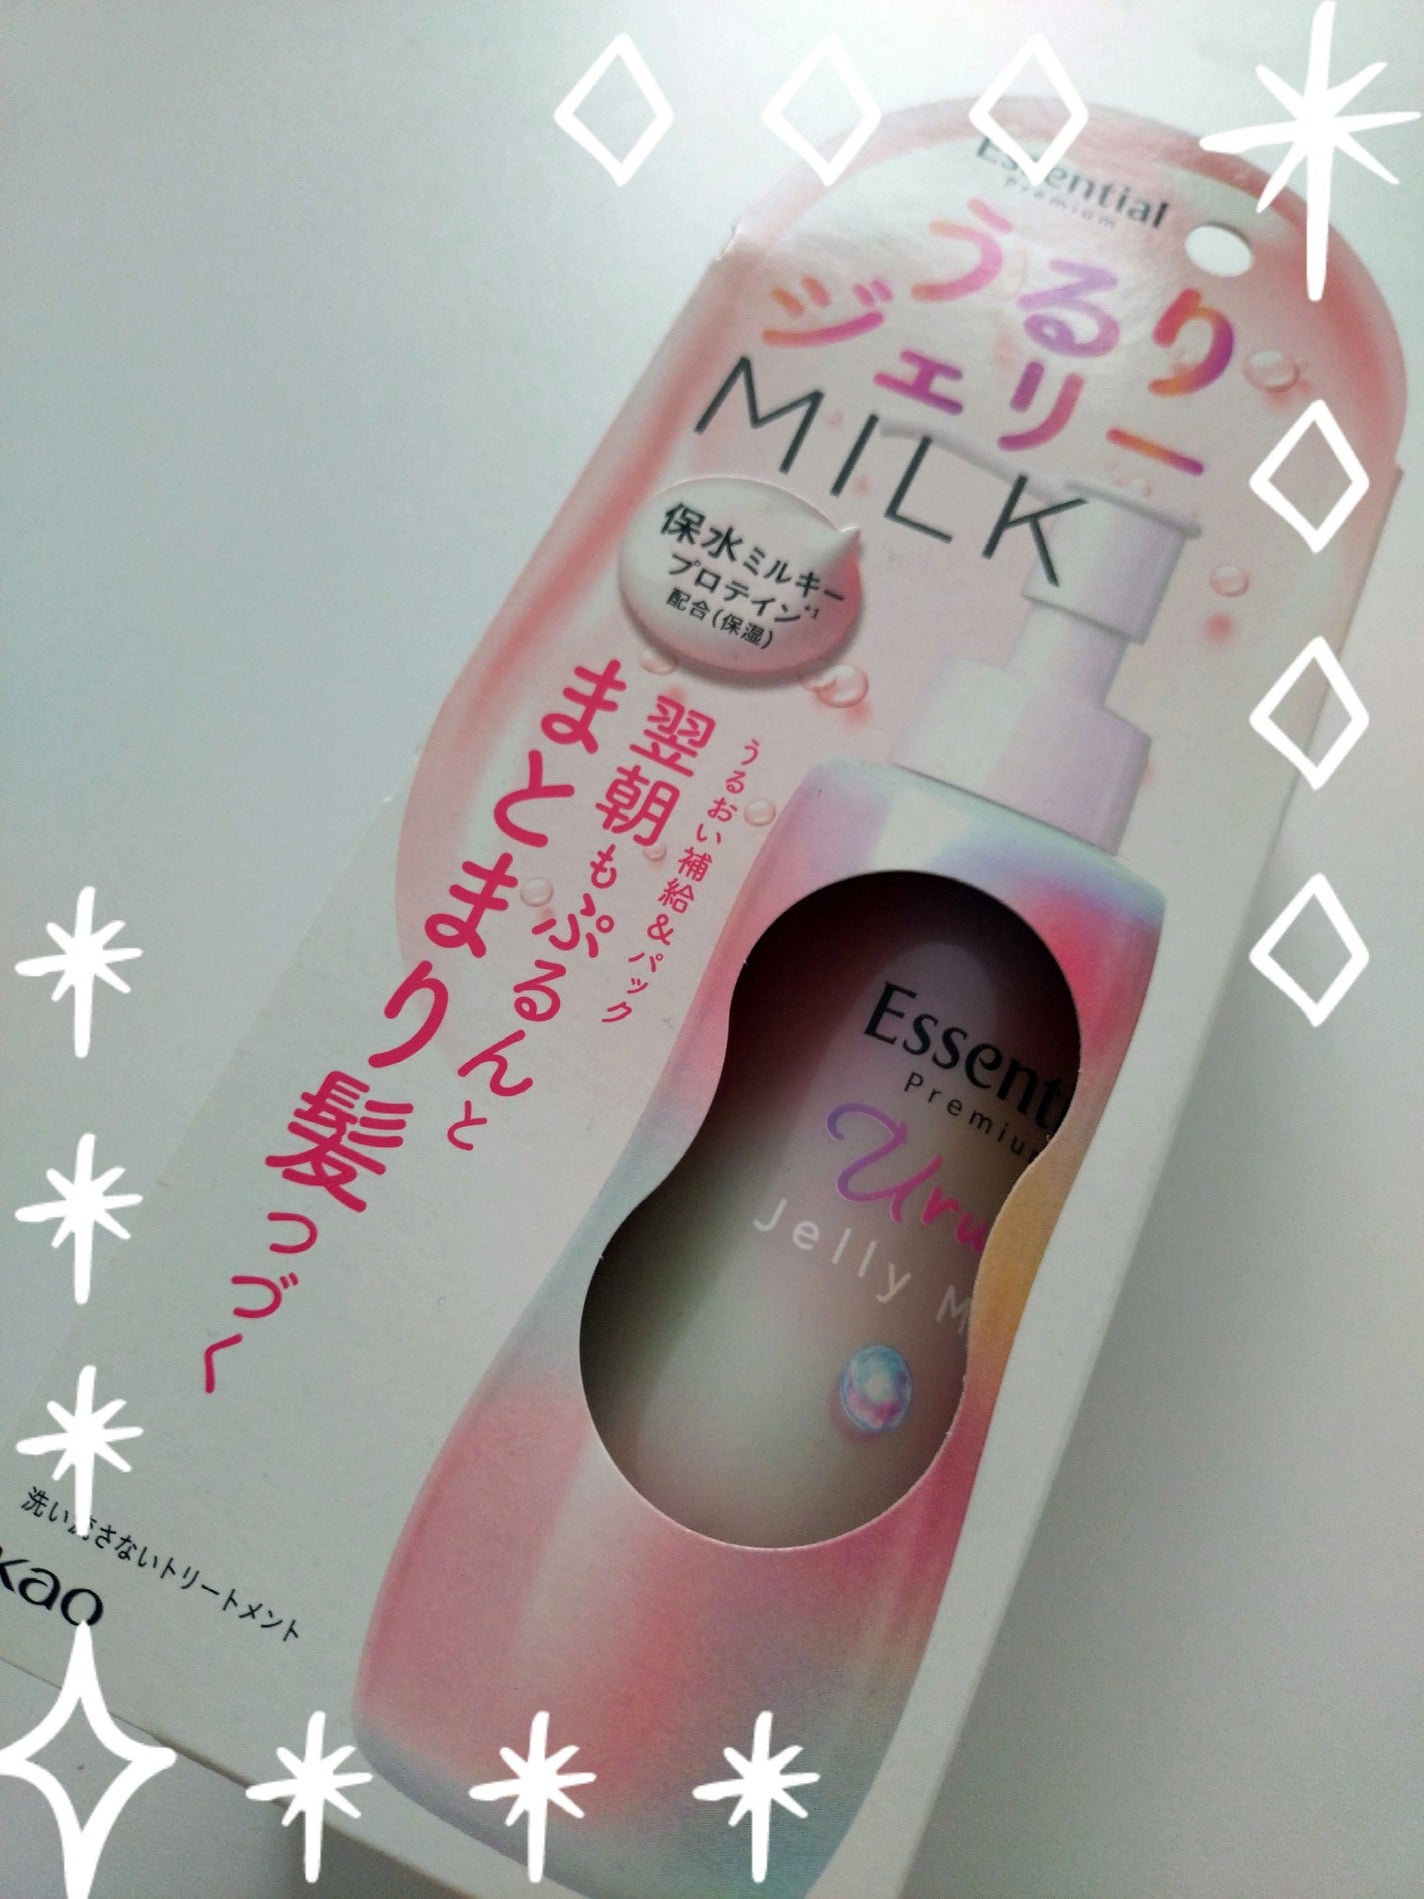 Essential
Premium
うるり
ジェリー
MILK
保水ミルキー
プロテイン*1
配合(保湿)
うるおい補給&パック
翌朝もぷるんと
まとまり髪つづく
Essenti
Premiu
Uru
Jelly M
洗い流さないトリートメント
kao